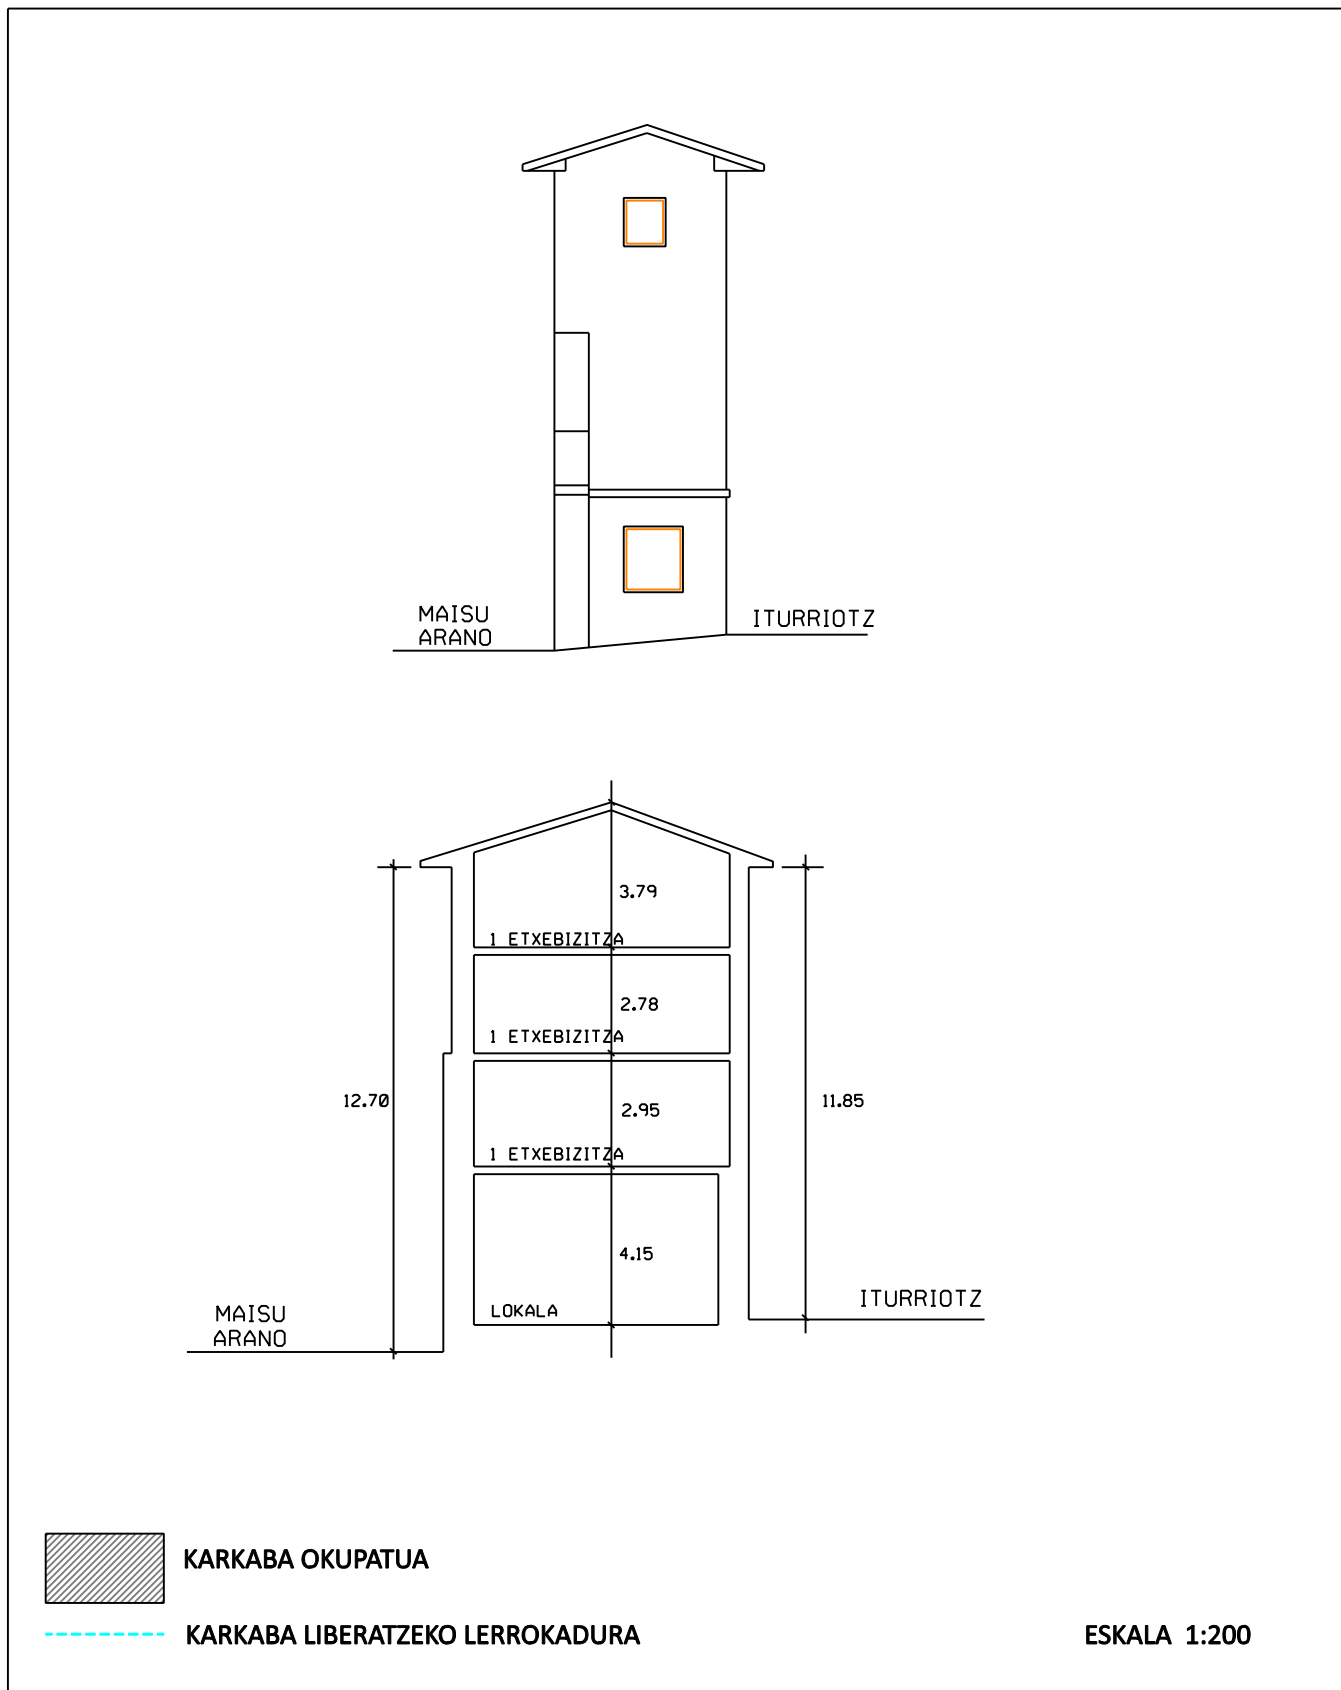 MAISU
ARANO
ITURRIOTZ
3.79
1 ETXEBIZITZA
2.78
1 ETXEBIZITZA
12.70
2.95
11.85
1 ETXEBIZITZA
4.15
LOKALA
ITURRIOTZ
MAISU
ARANO
KARKABA OKUPATUA
KARKABA LIBERATZEKO LERROKADURA
ESKALA 1:200